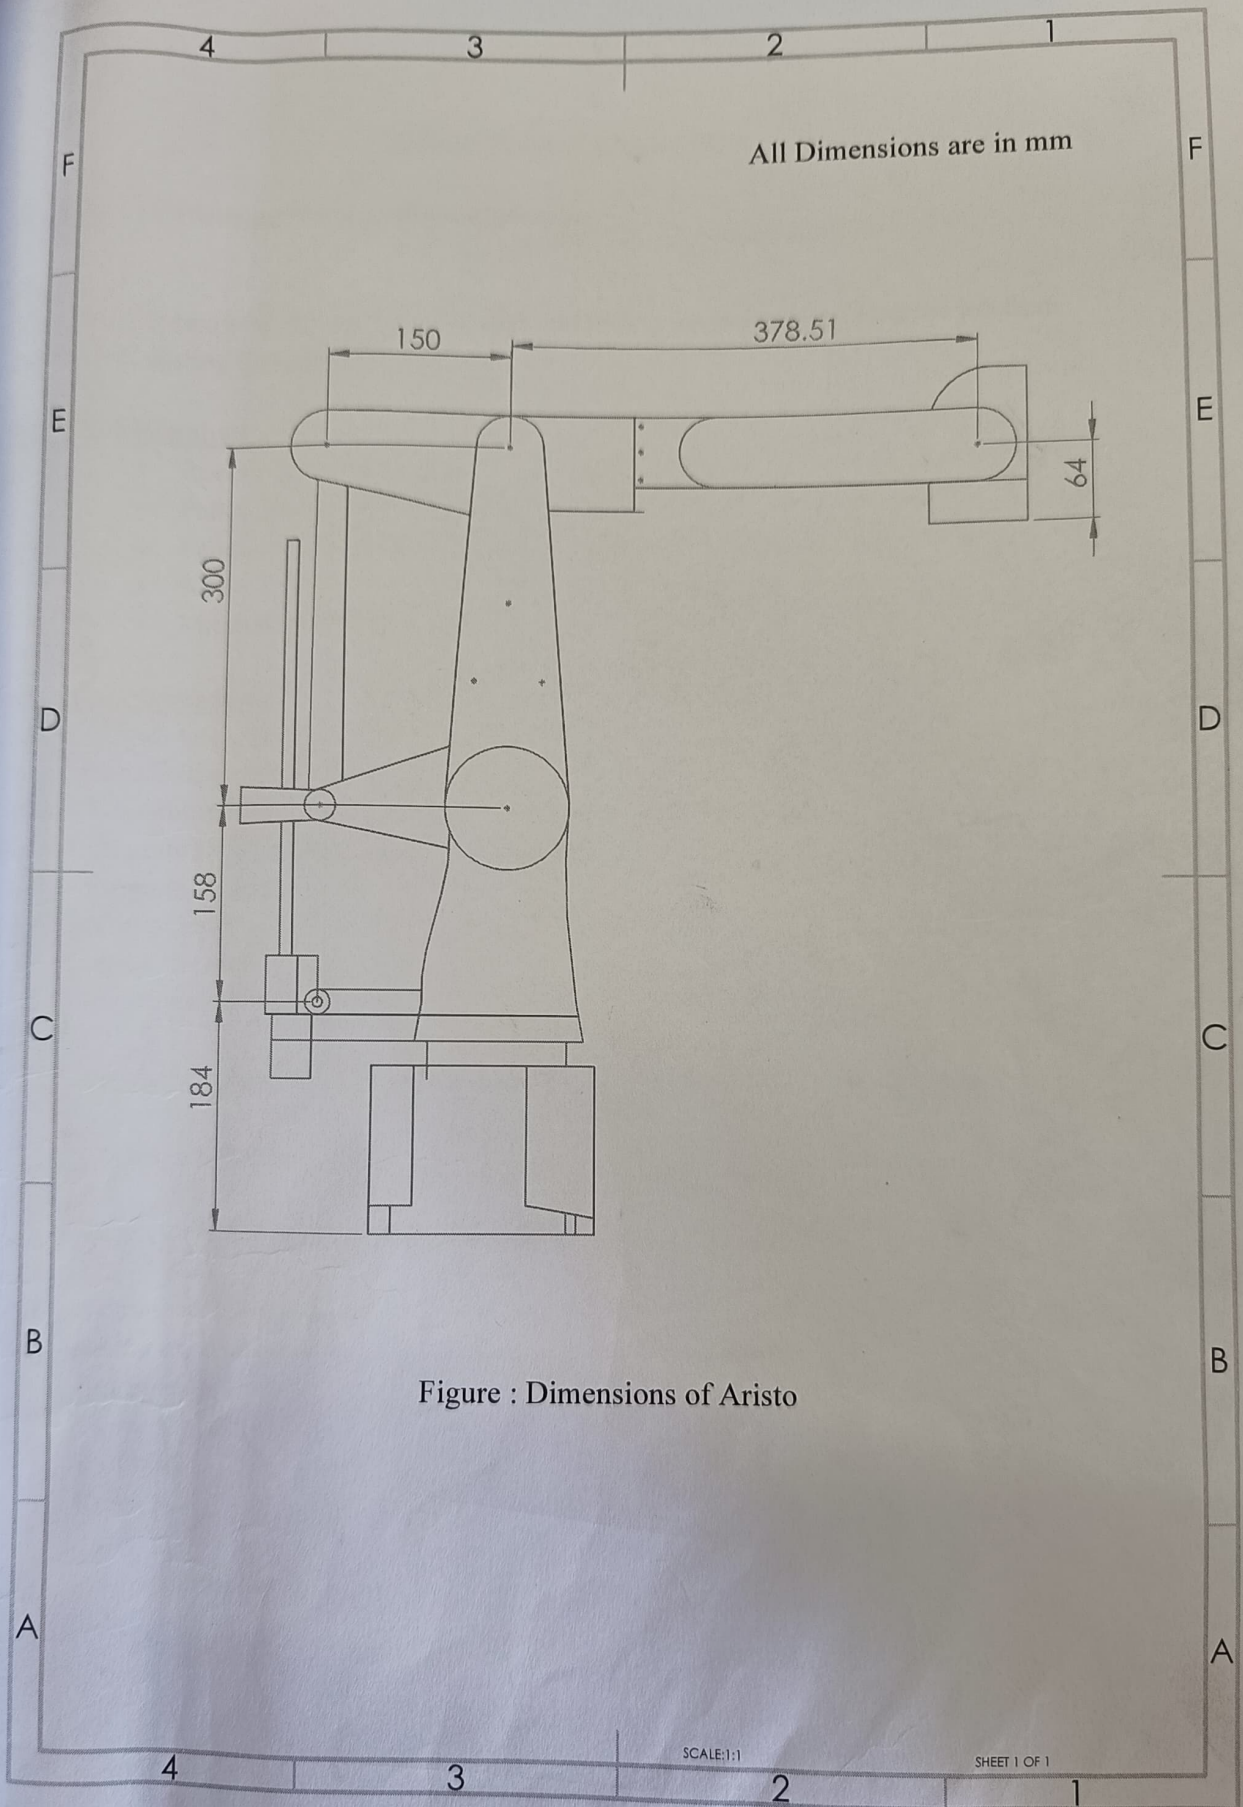 4 3 2 1
F F
All Dimensions are in mm
150 378.51
E E
64
300
D D
158
C C
184
B B
Figure : Dimensions of Aristo
A A
SCALE:1:1 SHEET 1 OF 1
4 3 2 1